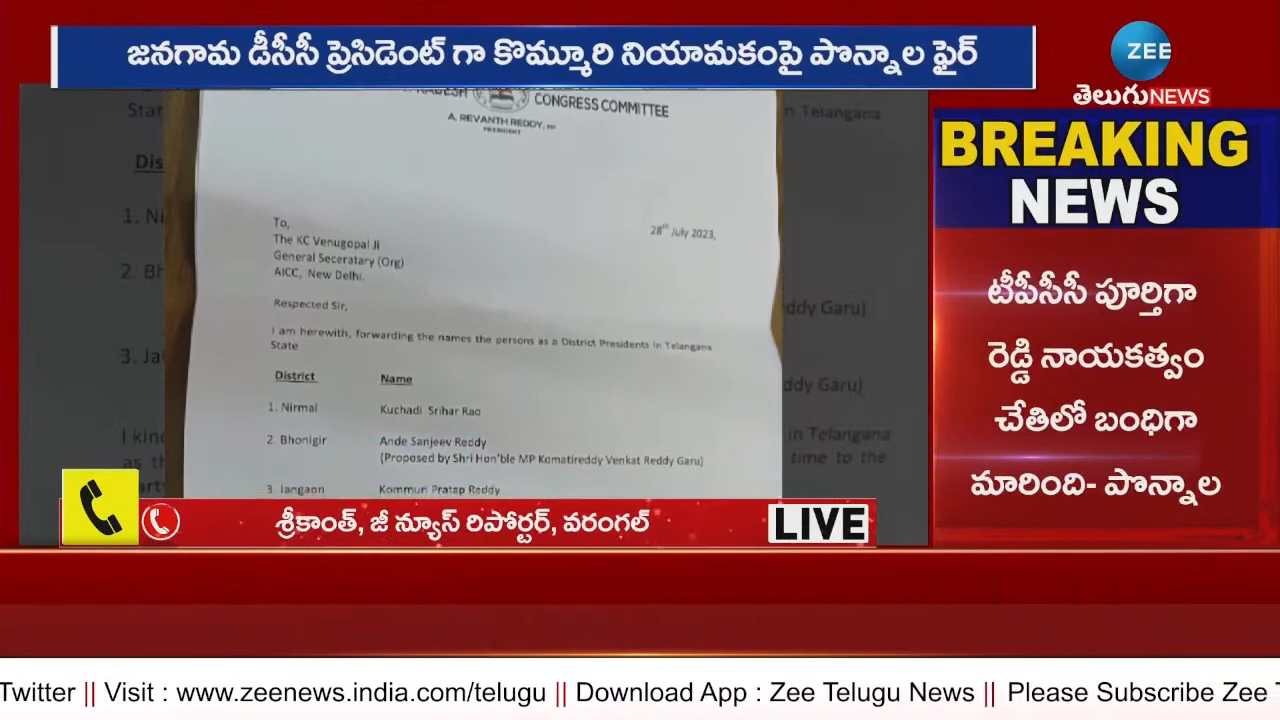 జనగామ డీసీసీ ప్రెసిడెంట్ గా కొమ్మూరి నియామకంపై పొన్నాల ఫైర్
ZEE
తెలుగు NEWS
BREAKING
NEWS
టీపీసీసీ పూర్తిగా
రెడ్డి నాయకత్వం
చేతిలో బంధిగా
మారింది- పొన్నాల
CONGRESS COMMITTEE
A. REVANTH REDDY, MP
PRESIDENT
28th July 2023,
To,
The KC Venugopal Ji
General Seceratary (Org)
AICC, New Delhi.
Respected Sir,
I am herewith, forwarding the names the persons as a District Presidents in Telangana
State
District Name
1. Nirmal Kuchadi Srihar Rao
2. Bhonigir Ande Sanjeev Reddy
(Proposed by Shri Hon'ble MP Komatireddy Venkat Reddy Garu)
3 Jangaon Kommuri Pratap Reddy
శ్రీకాంత్, జీ న్యూస్ రిపోర్టర్, వరంగల్
LIVE
Twitter || Visit : www.zeenews.india.com/telugu || Download App : Zee Telugu News || Please Subscribe Zee